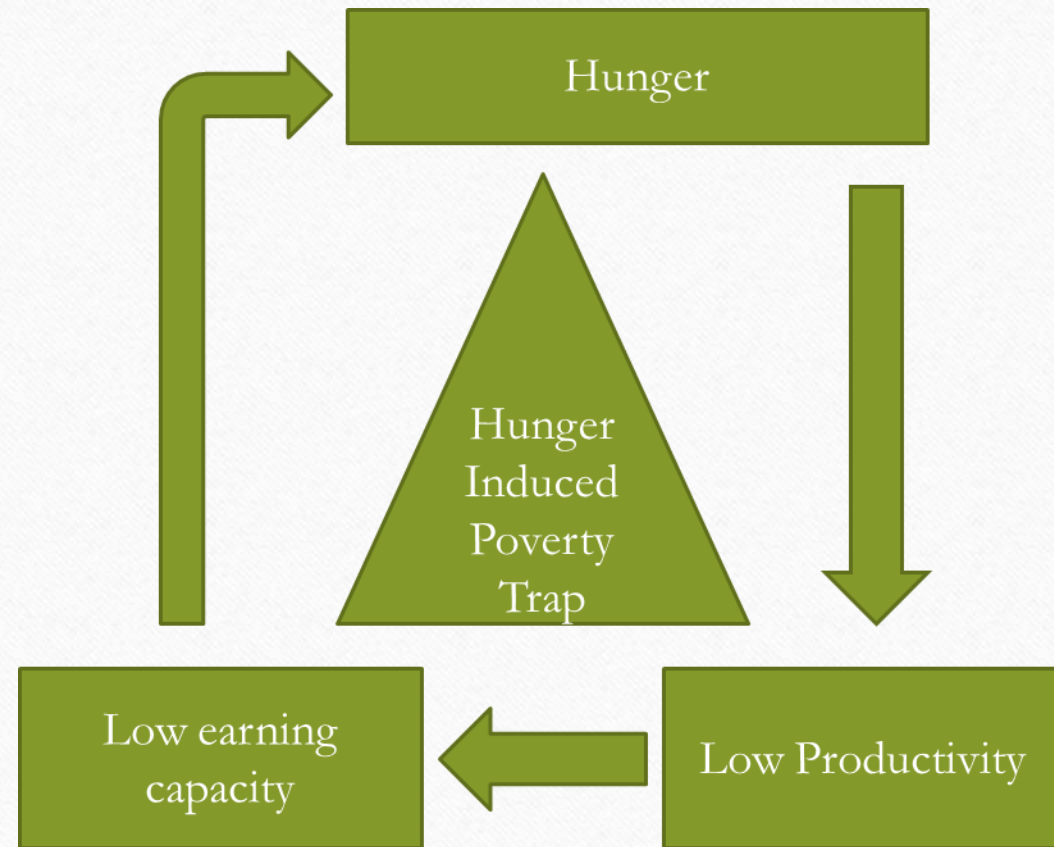 Hunger
Hunger
Induced
Poverty
Trap
Low earning
capacity
Low Productivity